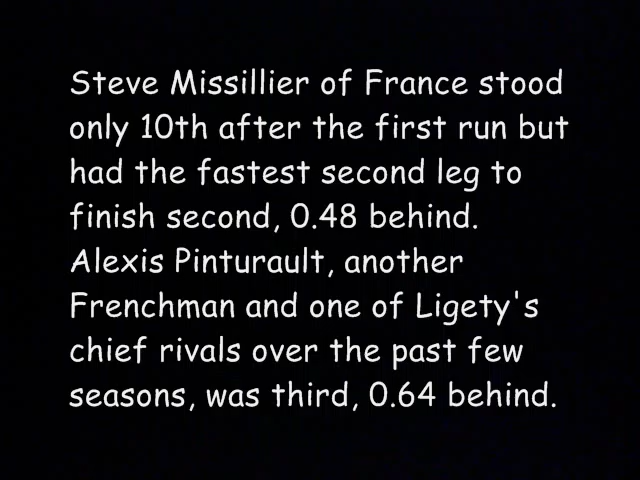 Steve Missillier of France stood
only 10th after the first run but
had the fastest second leg to
finish second, 0.48 behind.
Alexis Pinturault, another
Frenchman and one of Ligety's
chief rivals over the past few
seasons, was third, 0.64 behind.